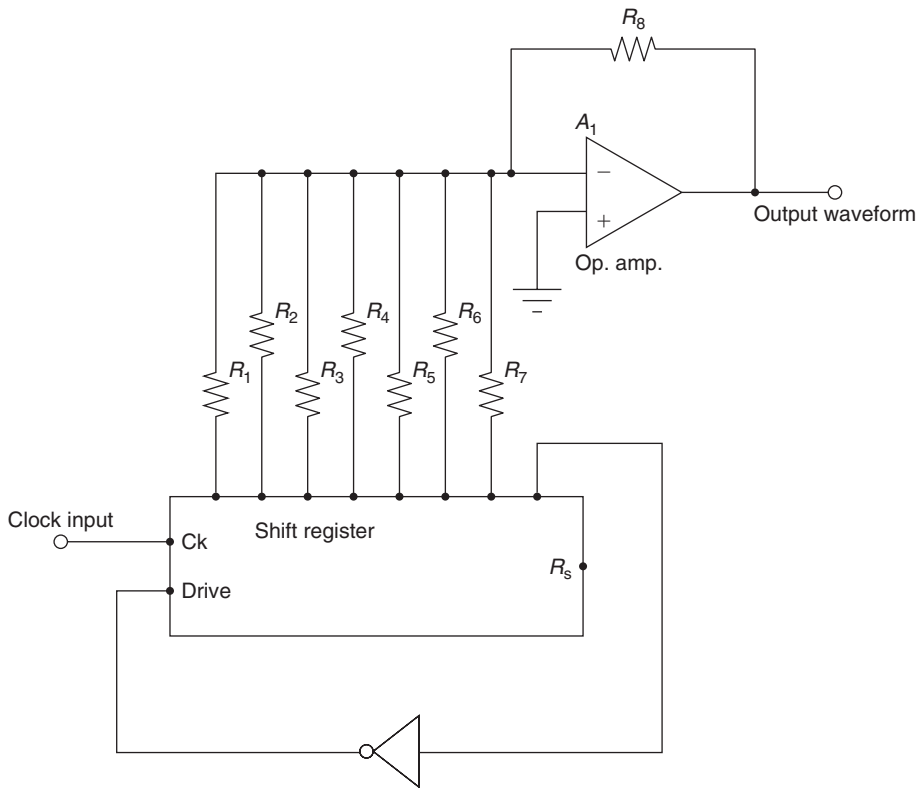 R8
A1
−
+
Output waveform
Op. amp.
R2
R4
R6
R1
R3
R5
R7
Clock input
Shift register
Ck
Rs
Drive